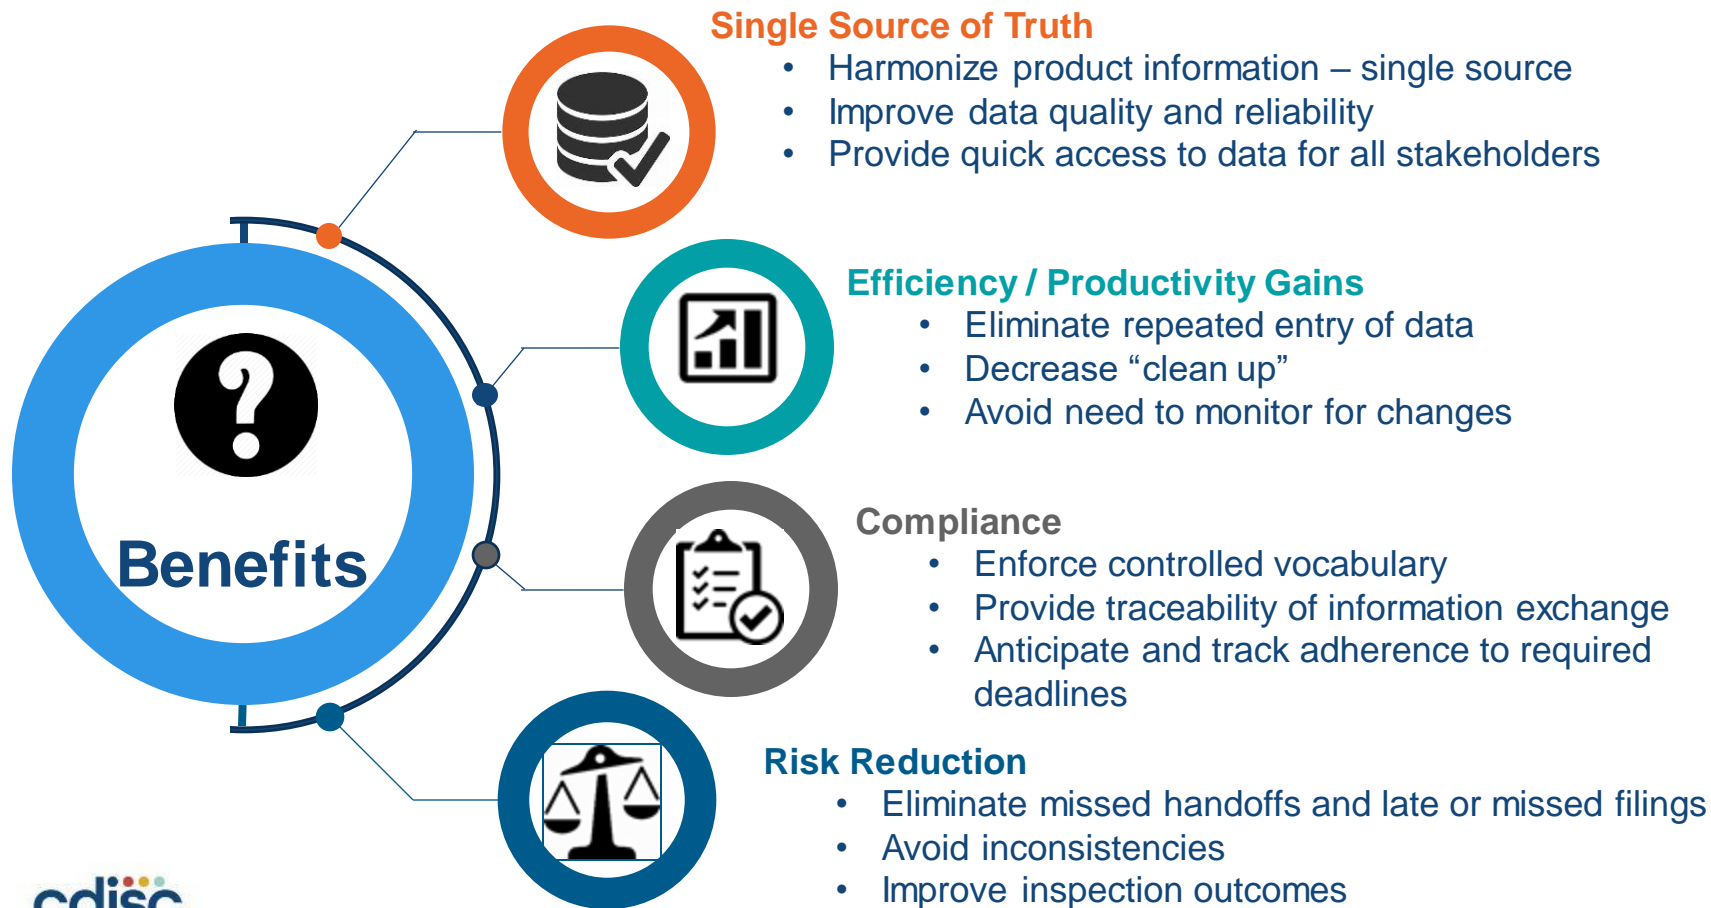 Single Source of Truth
• Harmonize product information – single source
• Improve data quality and reliability
• Provide quick access to data for all stakeholders
Efficiency / Productivity Gains
• Eliminate repeated entry of data
• Decrease “clean up”
• Avoid need to monitor for changes
?
Benefits
Compliance
• Enforce controlled vocabulary
• Provide traceability of information exchange
• Anticipate and track adherence to required
deadlines
Risk Reduction
• Eliminate missed handoffs and late or missed filings
• Avoid inconsistencies
• Improve inspection outcomes
cdisc